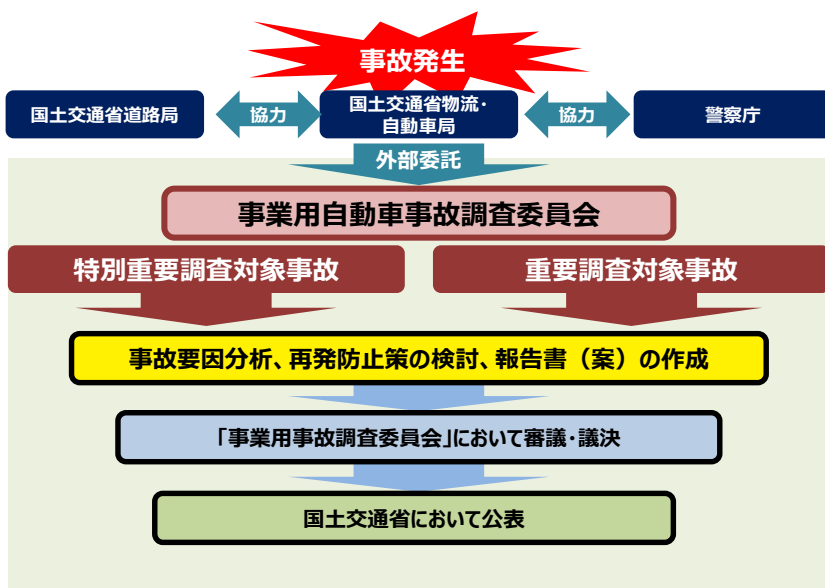 事故発生
国土交通省道路局
協力
国土交通省物流・
自動車局
協力
警察庁
外部委託
事業用自動車事故調査委員会
特別重要調査対象事故
重要調査対象事故
事故要因分析、再発防止策の検討、報告書（案）の作成
「事業用事故調査委員会」において審議・議決
国土交通省において公表